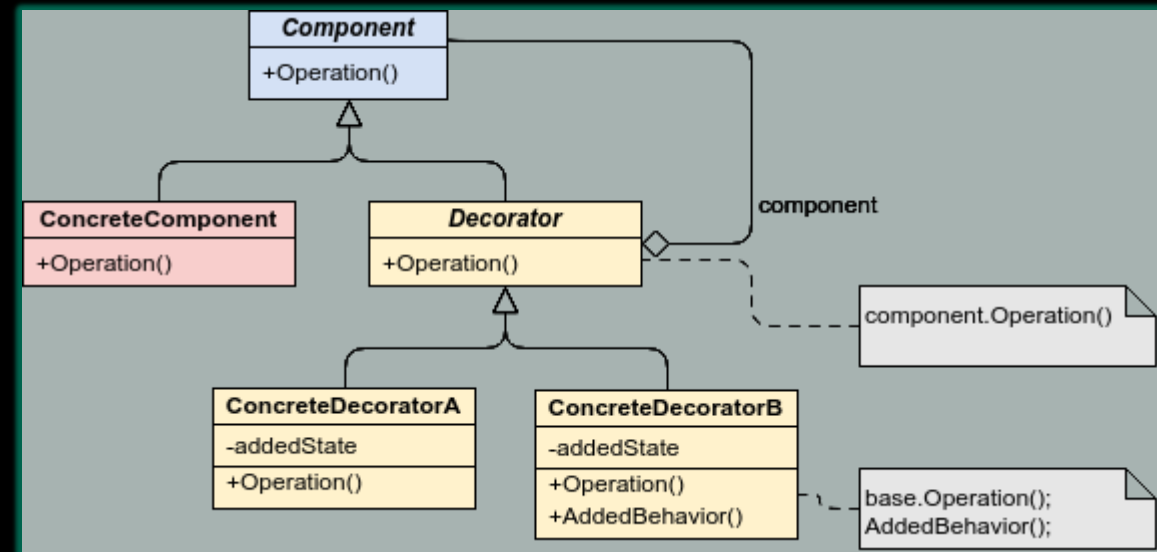 Component
+Operation()
ConcreteComponent
+Operation()
Decorator
+Operation()
component
component.Operation()
ConcreteDecoratorA
-addedState
+Operation()
ConcreteDecoratorB
-addedState
+Operation()
+AddedBehavior()
base.Operation();
AddedBehavior();